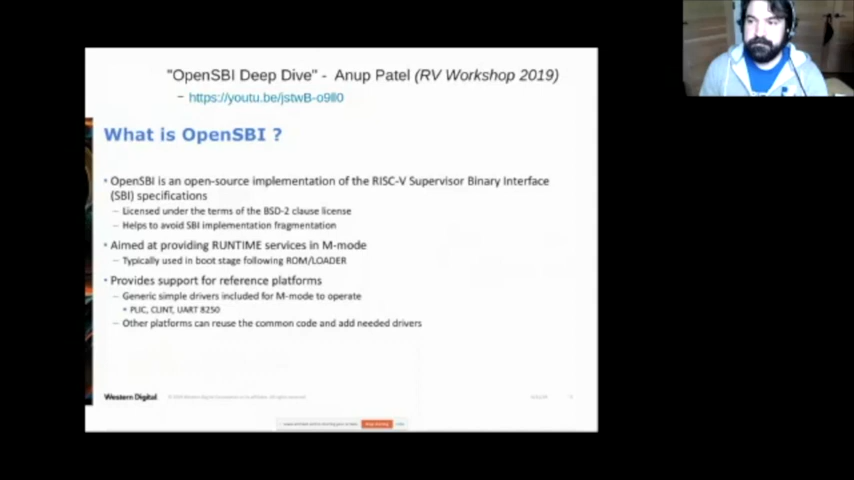 "OpenSBI Deep Dive" - Anup Patel (RV Workshop 2019)
– https://youtu.be/jstwB-o9ll0
What is OpenSBI ?
• OpenSBI is an open-source implementation of the RISC-V Supervisor Binary Interface
(SBI) specifications
– Licensed under the terms of the BSD-2 clause license
– Helps to avoid SBI implementation fragmentation
• Aimed at providing RUNTIME services in M-mode
– Typically used in boot stage following ROM/LOADER
• Provides support for reference platforms
– Generic simple drivers included for M-mode to operate
• PLIC, CLINT, UART 8250
– Other platforms can reuse the common code and add needed drivers
Western Digital